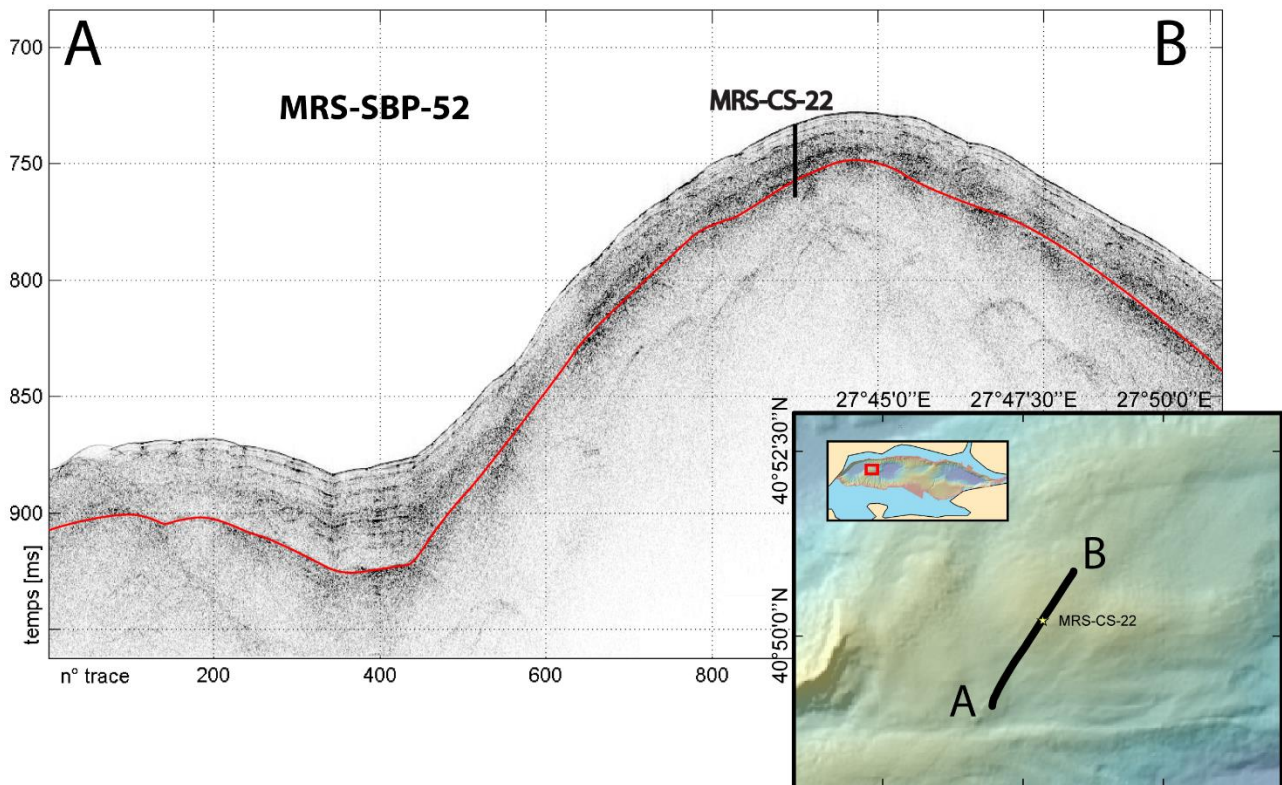 A
B
MRS-SBP-52
MRS-CS-22
700
750
800
850
900
temps [ms]
n° trace
200
400
600
800
27°45'0"E
27°47'30"E
27°50'0"E
40°52'30"N
40°50'0"N
B
MRS-CS-22
A